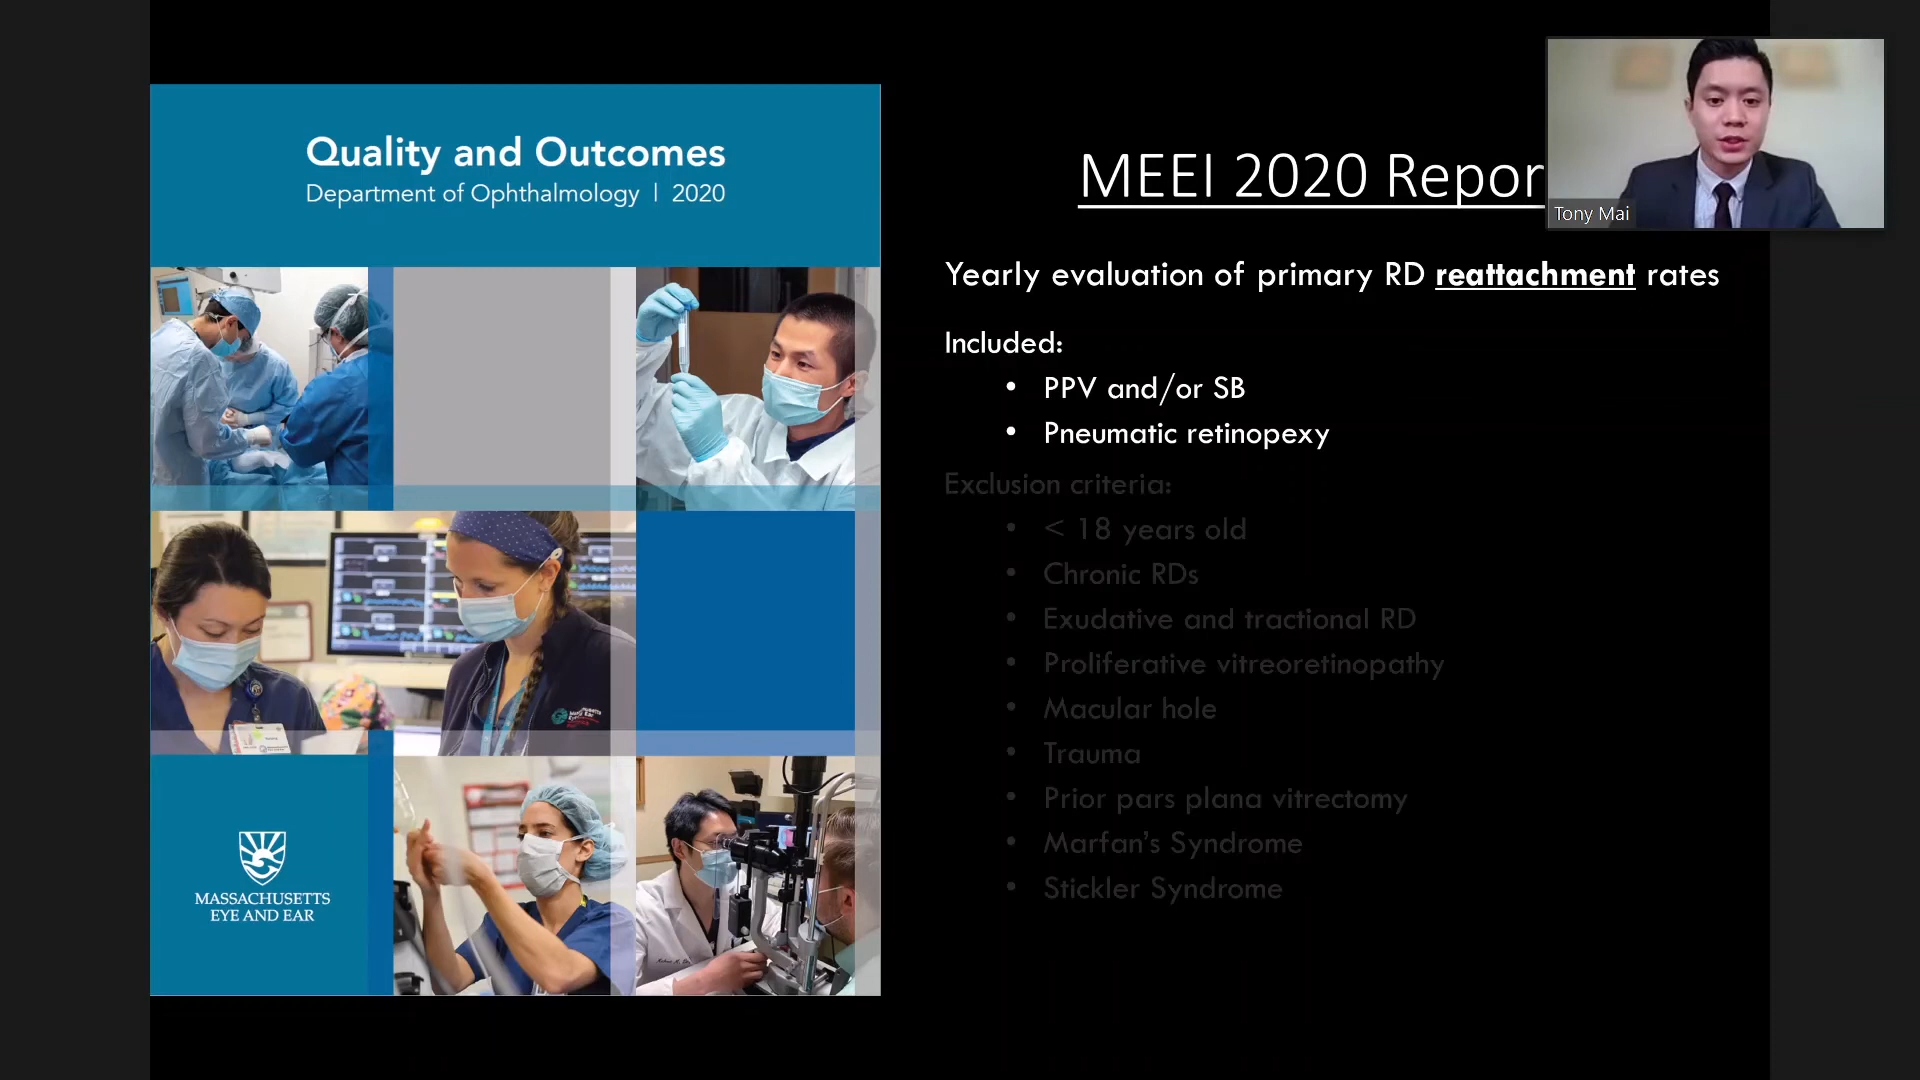 Quality and Outcomes
Department of Ophthalmology | 2020
MASSACHUSETTS
EYE AND EAR
MEEI 2020 Repor
Tony Mai
Yearly evaluation of primary RD reattachment rates
Included:
• PPV and/or SB
• Pneumatic retinopexy
Exclusion criteria:
• < 18 years old
• Chronic RDs
• Exudative and tractional RD
• Proliferative vitreoretinopathy
• Macular hole
• Trauma
• Prior pars plana vitrectomy
• Marfan's Syndrome
• Stickler Syndrome